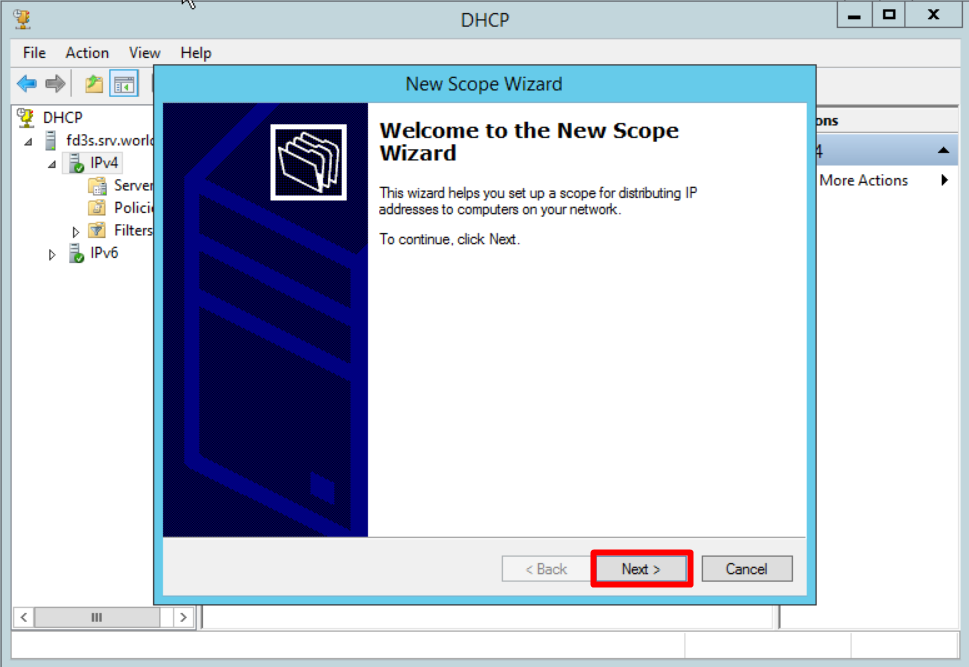 DHCP
File Action View Help
New Scope Wizard
DHCP
fd3s.srv.world
IPv4
Server
Policie
Filters
IPv6
Welcome to the New Scope
Wizard
This wizard helps you set up a scope for distributing IP
addresses to computers on your network.
To continue, click Next.
< Back Next > Cancel
ons
4
More Actions